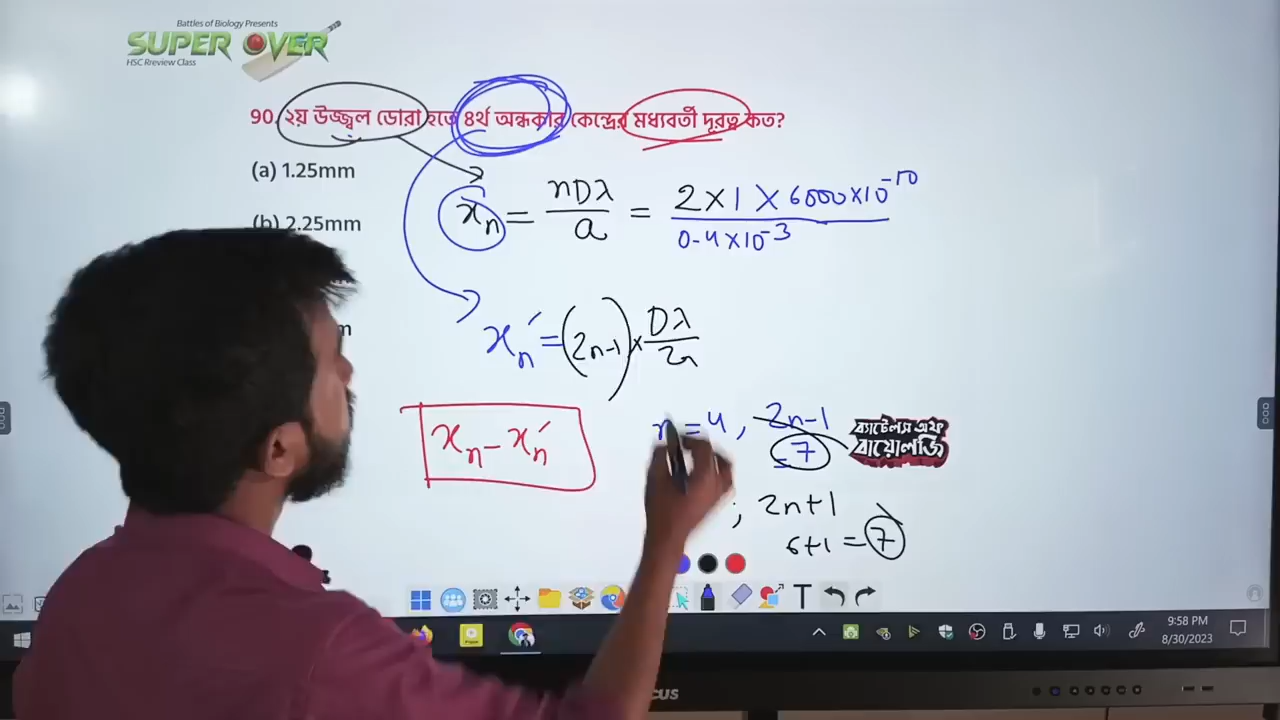 Battles of Biology Presents
SUPER OVER
HSC Rreview Class
90. ২য় উজ্জ্বল ডোরা হতে ৪র্থ অন্ধকার কেন্দ্রের মধ্যবর্তী দূরত্ব কত?
(a) 1.25mm
(b) 2.25mm
xₙ = nDλ/a = 2 × 1 × 6000 × 10⁻¹⁰ / 0.4 × 10⁻³
xₙ′ = (2n-1) × Dλ/2a
xₙ - xₙ′
n = 4, 2n-1
= 7
; 2n+1
6+1 = 7
ব্যাটেলস অফ
বায়োলজি
T
9:58 PM
8/30/2023